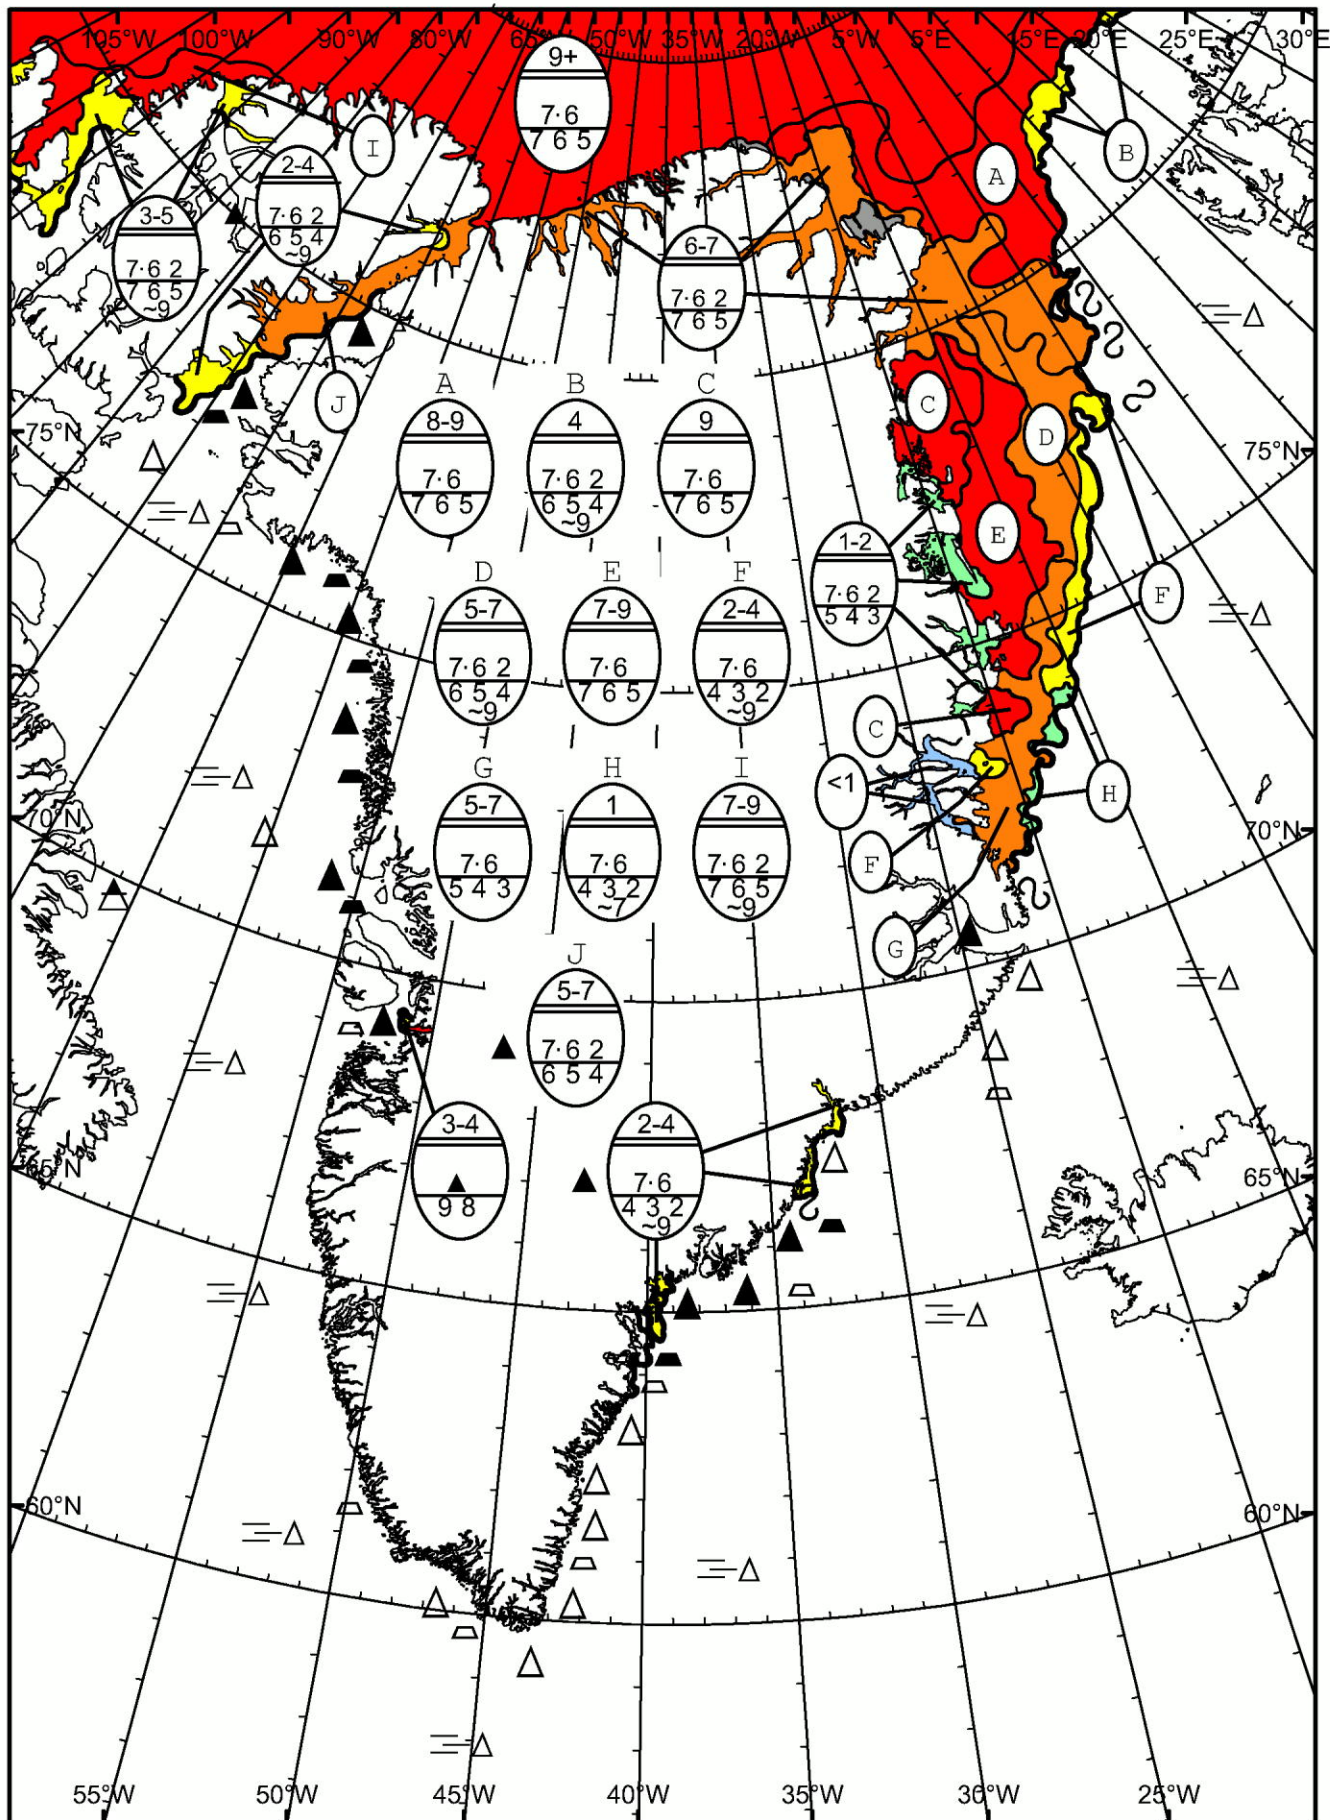 105°W 100°W 90°W 80°W 65°W 50°W 35°W 20°W 5°W 5°E 15°E 20°E 25°E 30°E
9+
7·6
7 6 5
I
B
A
2-4
7·6 2
6 5 4
~9
3-5
7·6 2
7 6 5
~9
6-7
7·6 2
7 6 5
J
C
D
75°N
75°N
A
8-9
7·6
7 6 5
B
4
7·6 2
6 5 4
~9
C
9
7·6
7 6 5
E
1-2
7·6 2
5 4 3
F
D
5-7
7·6 2
6 5 4
~9
E
7-9
7·6
7 6 5
F
2-4
7·6
4 3 2
~9
C
<1
H
70°N
70°N
F
G
G
5-7
7·6
5 4 3
H
1
7·6
4 3 2
~7
I
7-9
7·6 2
7 6 5
~9
J
5-7
7·6 2
6 5 4
3-4
9 8
2-4
7·6
4 3 2
~9
65°N
65°N
60°N
60°N
55°W 50°W 45°W 40°W 35°W 30°W 25°W